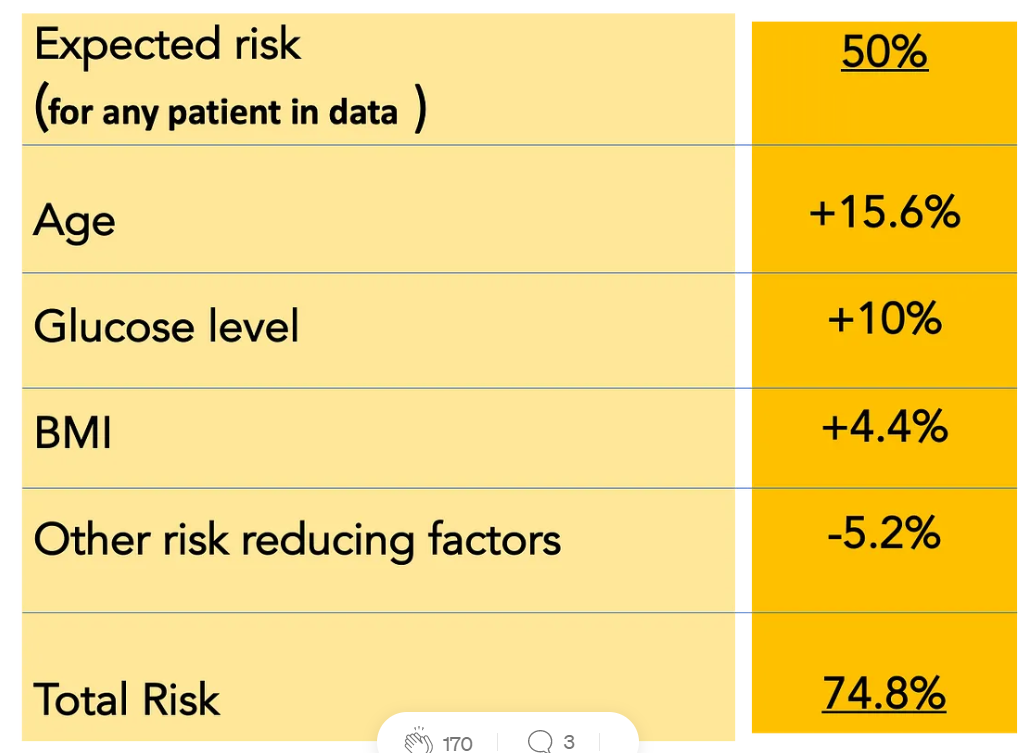 Expected risk 50%
(for any patient in data )
Age +15.6%
Glucose level +10%
BMI +4.4%
Other risk reducing factors -5.2%
Total Risk 74.8%
170 3